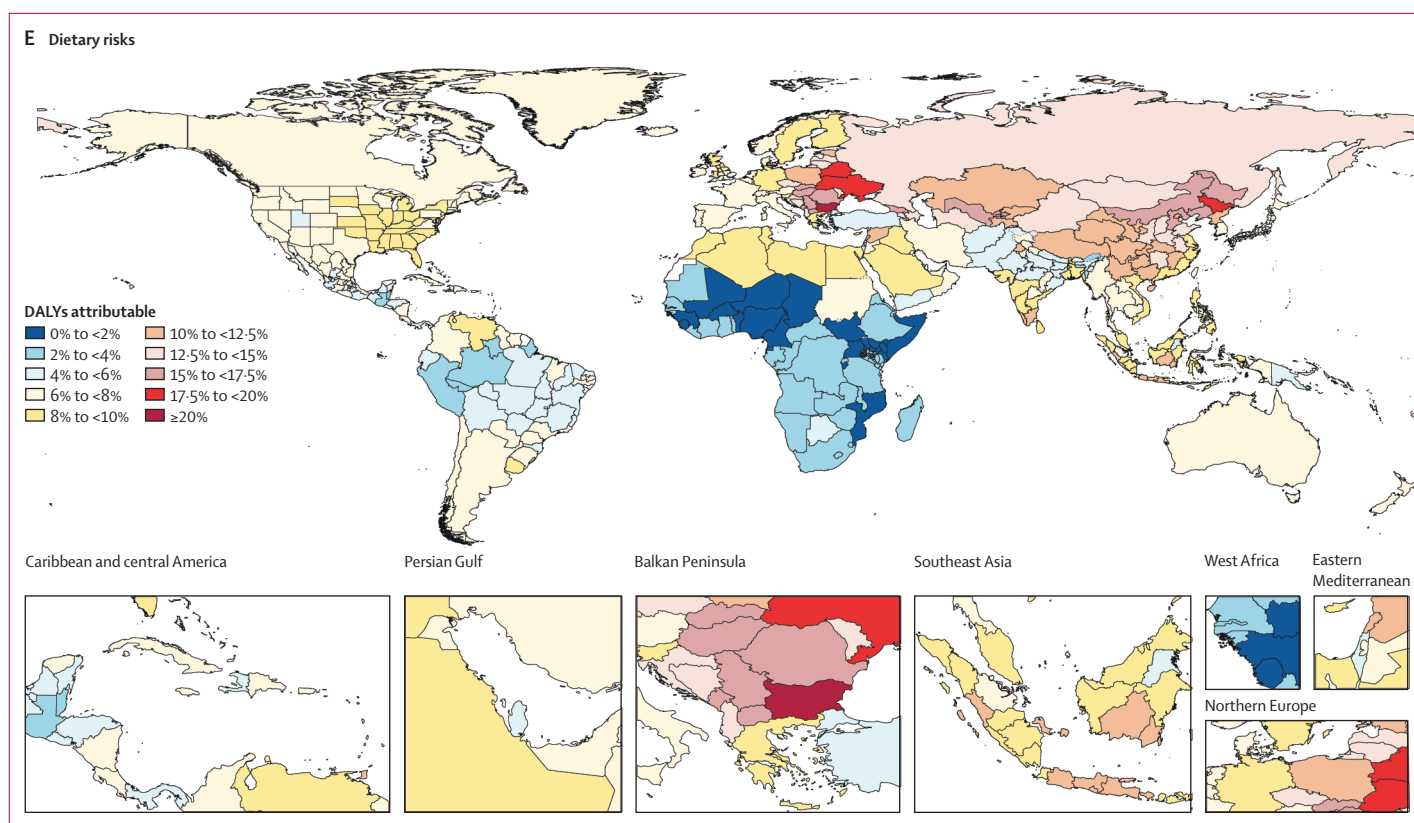 E Dietary risks
DALYs attributable
0% to <2%
2% to <4%
4% to <6%
6% to <8%
8% to <10%
10% to <12·5%
12·5% to <15%
15% to <17·5%
17·5% to <20%
≥20%
Caribbean and central America
Persian Gulf
Balkan Peninsula
Southeast Asia
West Africa
Eastern
Mediterranean
Northern Europe